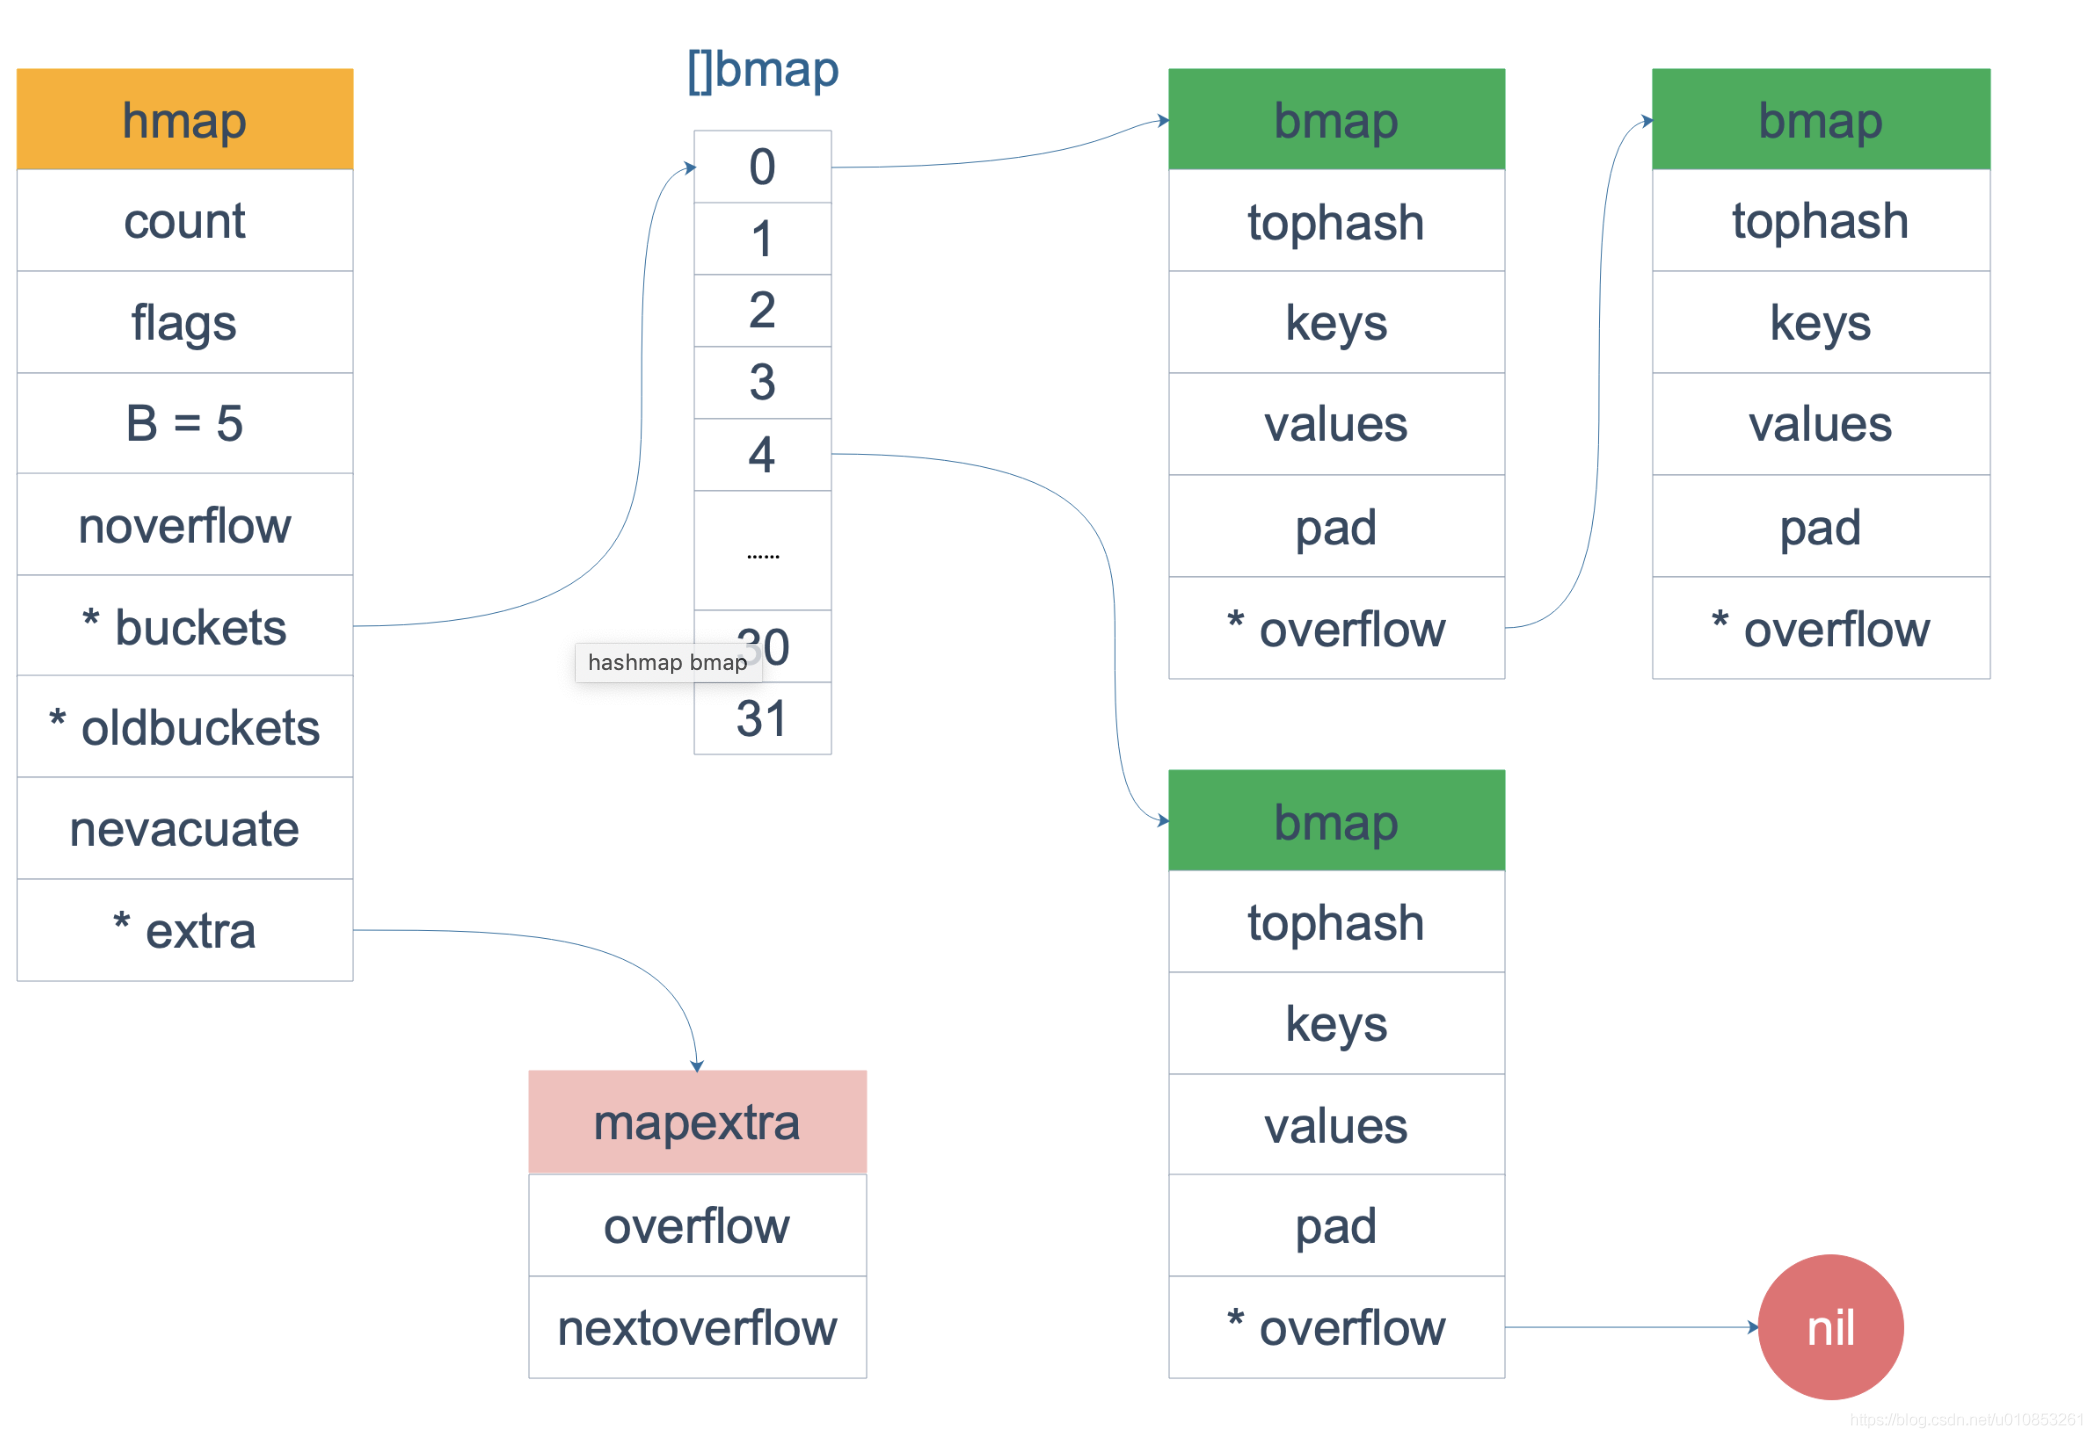 hmap
count
flags
B = 5
noverflow
* buckets
* oldbuckets
nevacuate
* extra
[]bmap
0
1
2
3
4
......
30
31
hashmap bmap
mapextra
overflow
nextoverflow
bmap
tophash
keys
values
pad
* overflow
bmap
tophash
keys
values
pad
* overflow
bmap
tophash
keys
values
pad
* overflow
nil
https://blog.csdn.net/u010853261